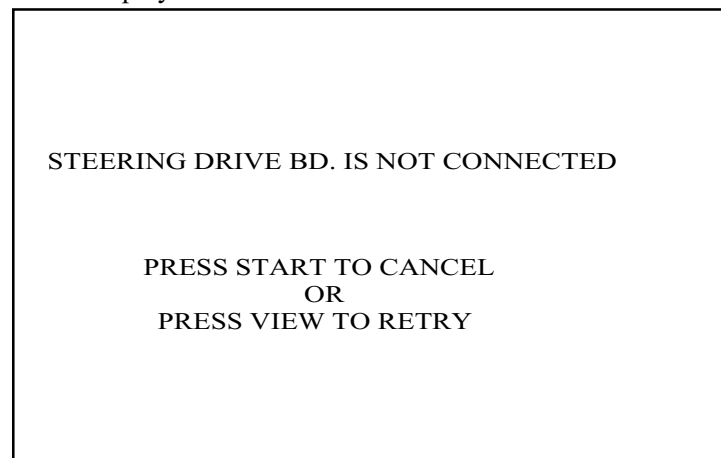 STEERING DRIVE BD. IS NOT CONNECTED
PRESS START TO CANCEL
OR
PRESS VIEW TO RETRY